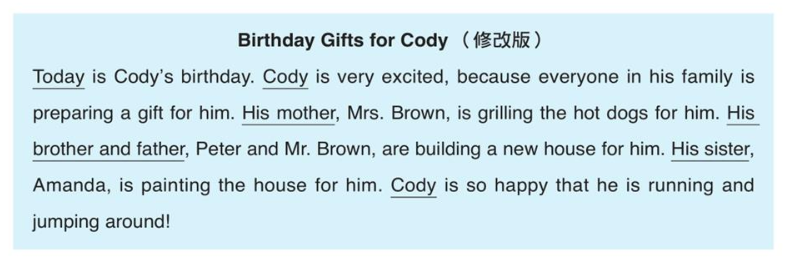 Birthday Gifts for Cody （修改版）
Today is Cody’s birthday. Cody is very excited, because everyone in his family is
preparing a gift for him. His mother, Mrs. Brown, is grilling the hot dogs for him. His
brother and father, Peter and Mr. Brown, are building a new house for him. His sister,
Amanda, is painting the house for him. Cody is so happy that he is running and
jumping around!